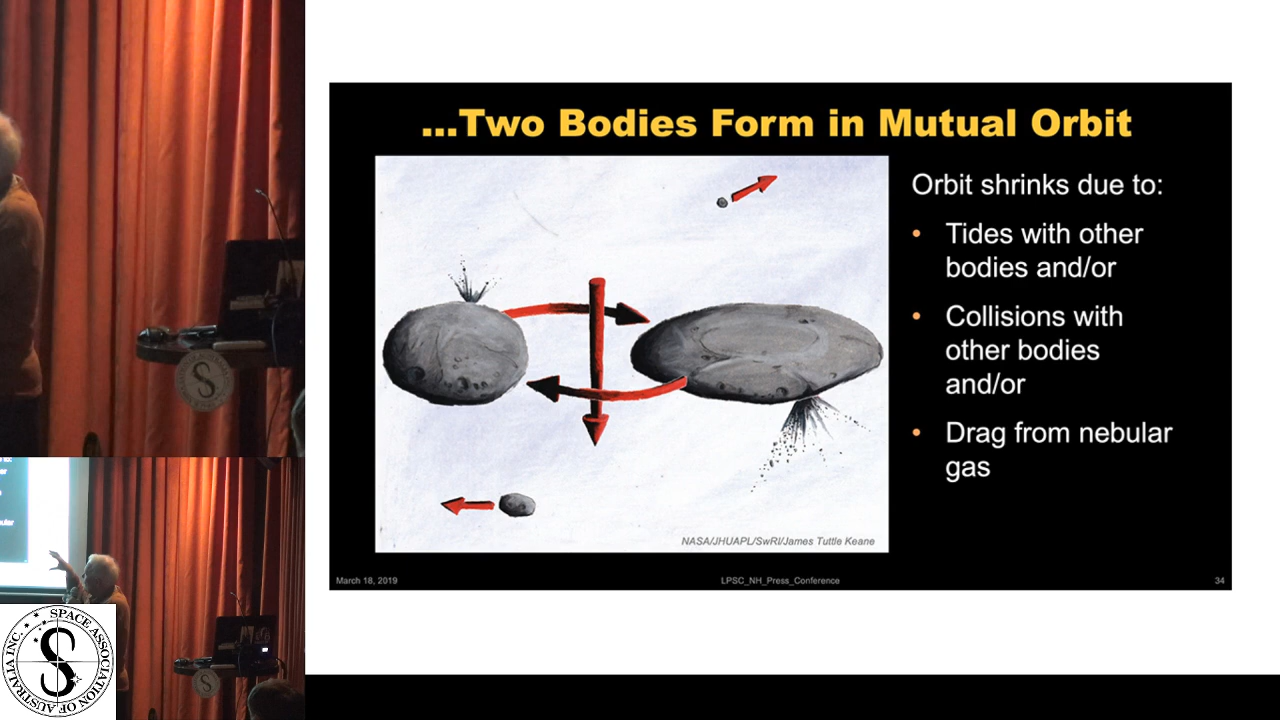 ...Two Bodies Form in Mutual Orbit
Orbit shrinks due to:
• Tides with other
bodies and/or
• Collisions with
other bodies
and/or
• Drag from nebular
gas
NASA/JHUAPL/SwRI/James Tuttle Keane
March 18, 2019
LPSC_NH_Press_Conference
34
SPACE ASSOCIATION OF AUSTRALIA INC.
S